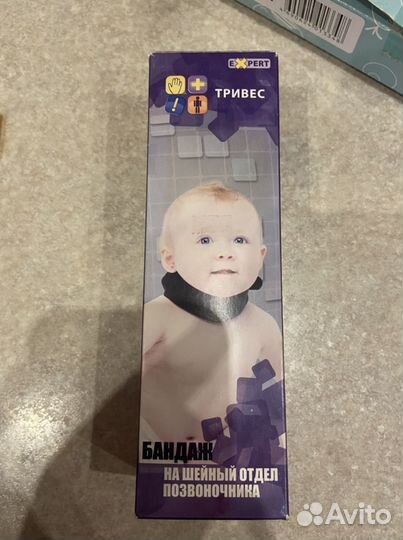 EXPERT
ТРИВЕС
БАНДАЖ
НА ШЕЙНЫЙ ОТДЕЛ
ПОЗВОНОЧНИКА
Avito